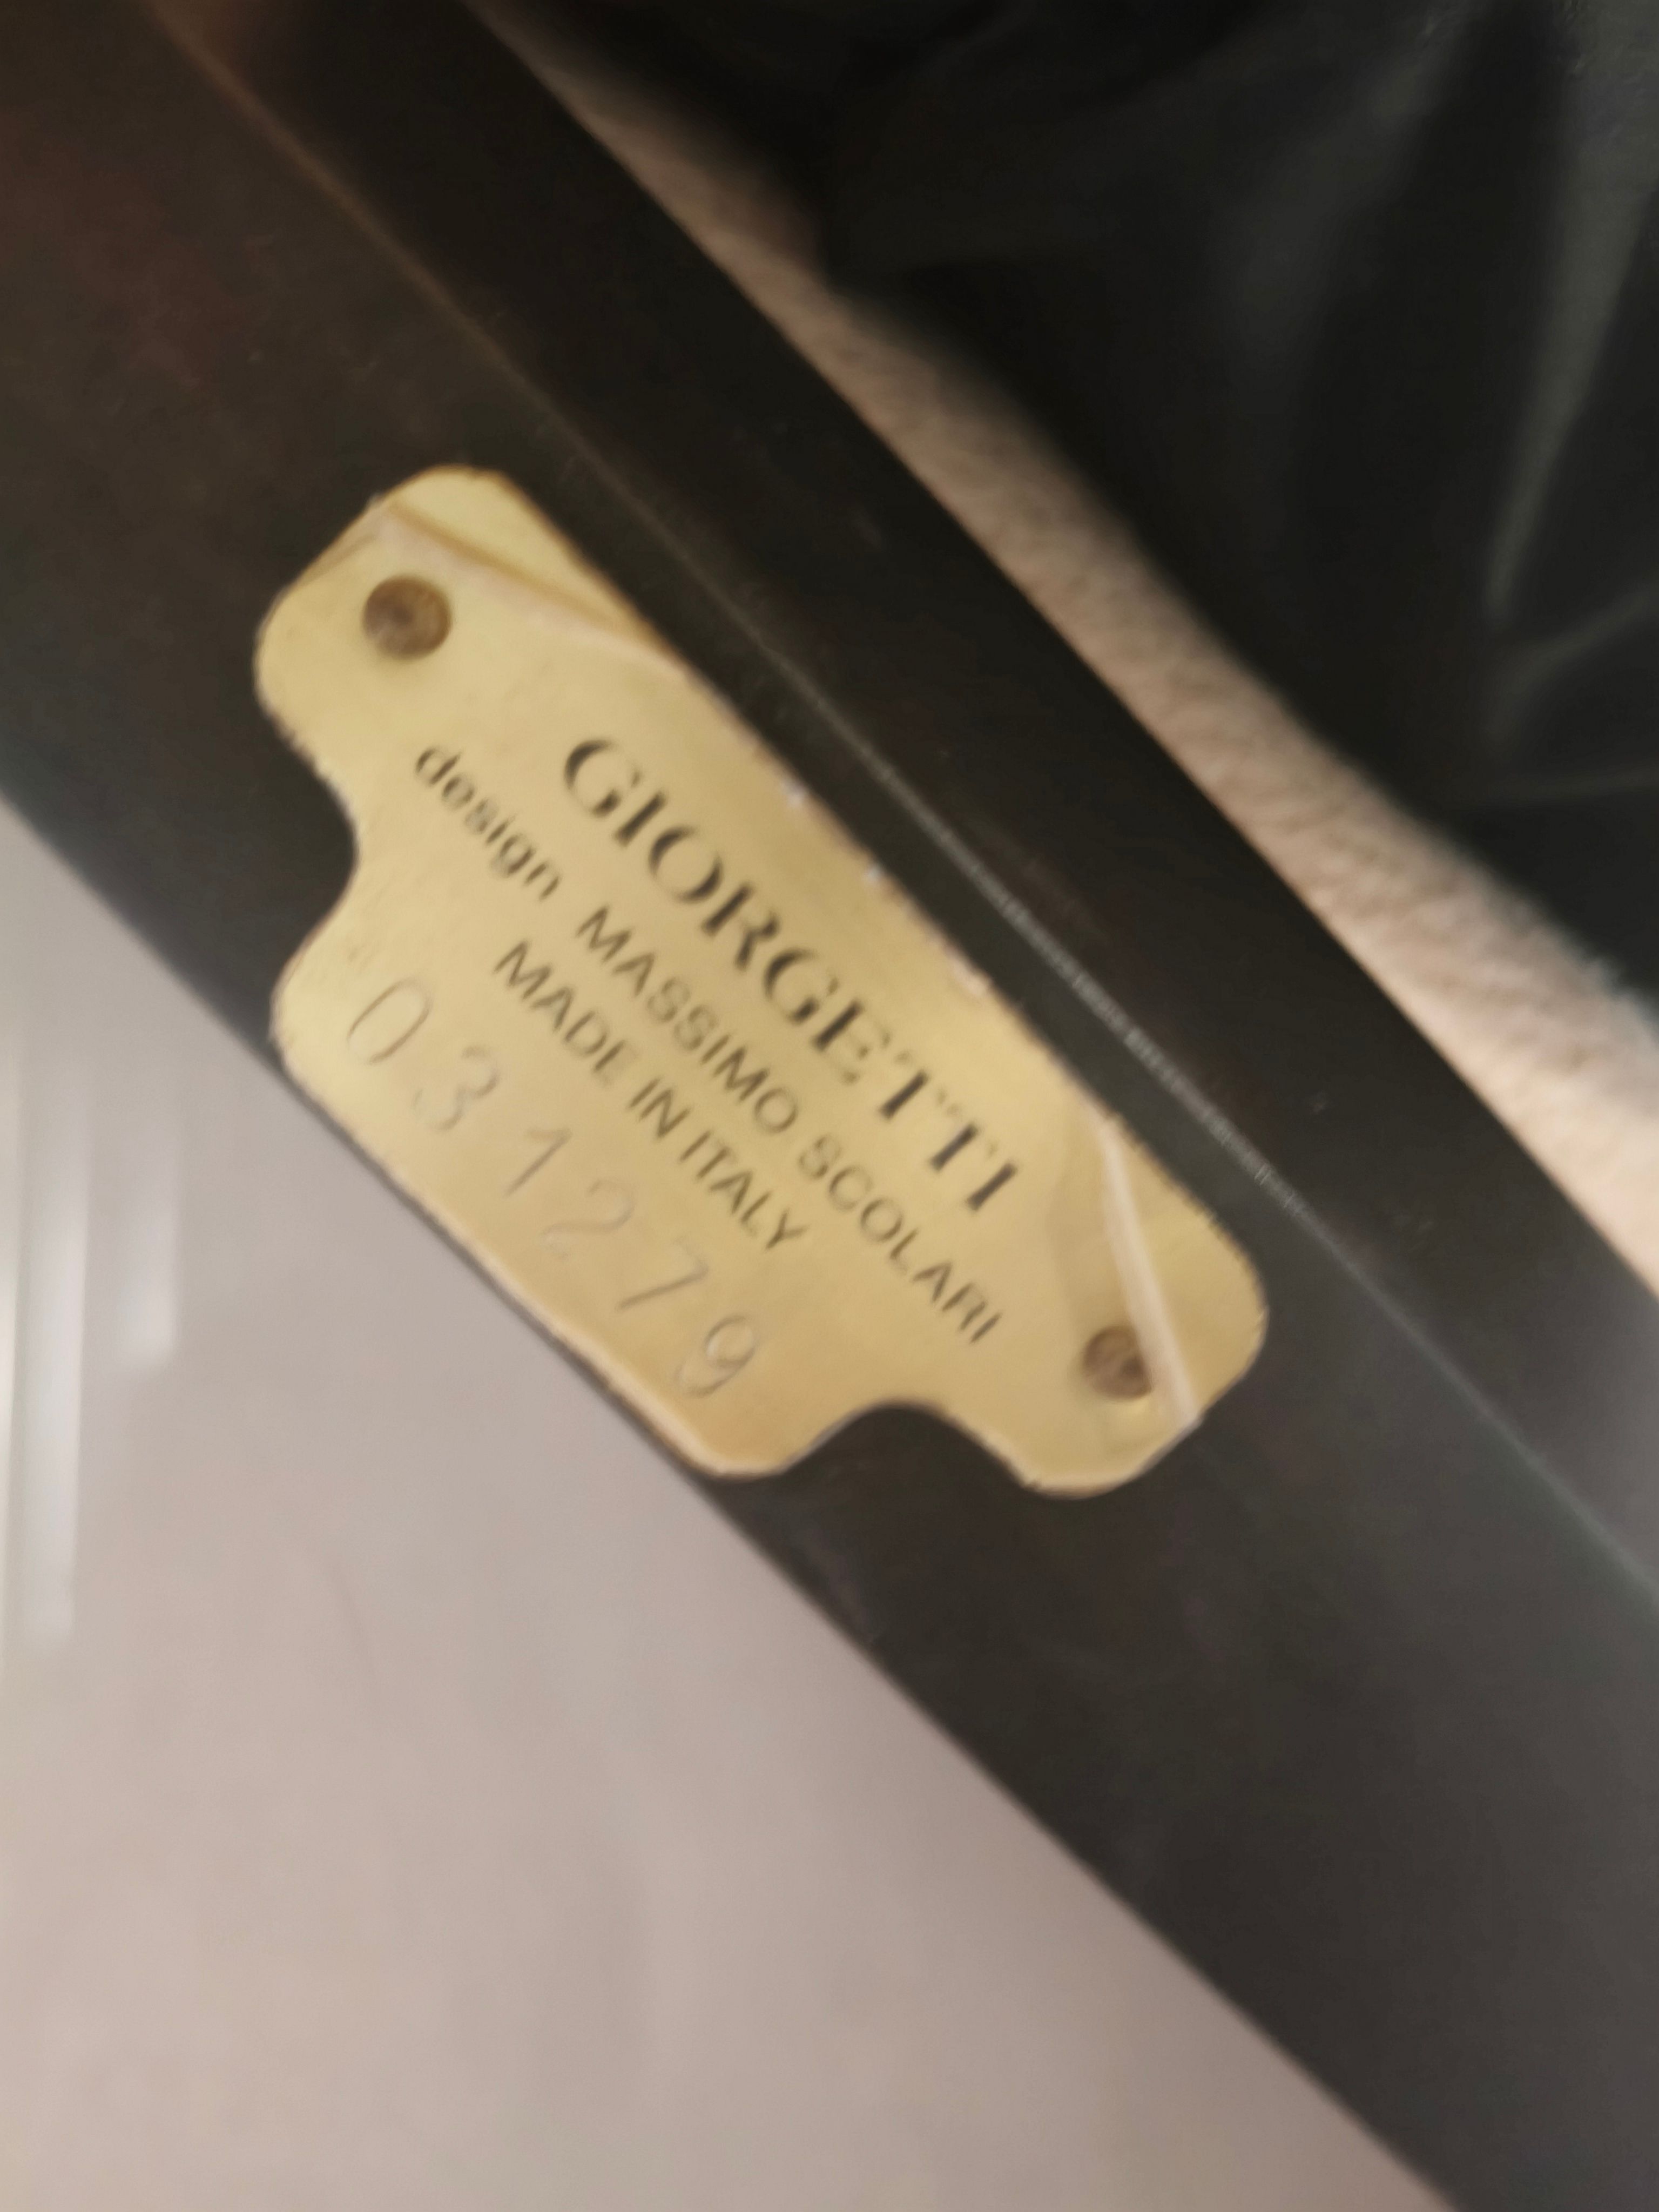 GIORGETTI
design MASSIMO SCOLARI
MADE IN ITALY
031279